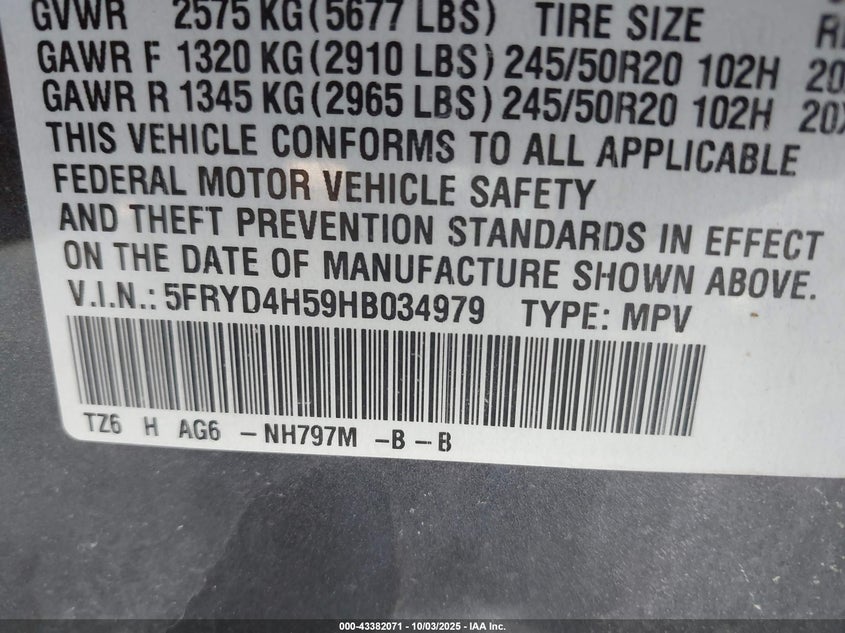 GVWR 2575 KG (5677 LBS) TIRE SIZE
GAWR F 1320 KG (2910 LBS) 245/50R20 102H 20
GAWR R 1345 KG (2965 LBS) 245/50R20 102H 20X
THIS VEHICLE CONFORMS TO ALL APPLICABLE
FEDERAL MOTOR VEHICLE SAFETY
AND THEFT PREVENTION STANDARDS IN EFFECT
ON THE DATE OF MANUFACTURE SHOWN ABOVE.
V.I.N.: 5FRYD4H59HB034979 TYPE: MPV
TZ6 H AG6 -NH797M -B-B
000-43382071 - 10/03/2025 - IAA Inc.